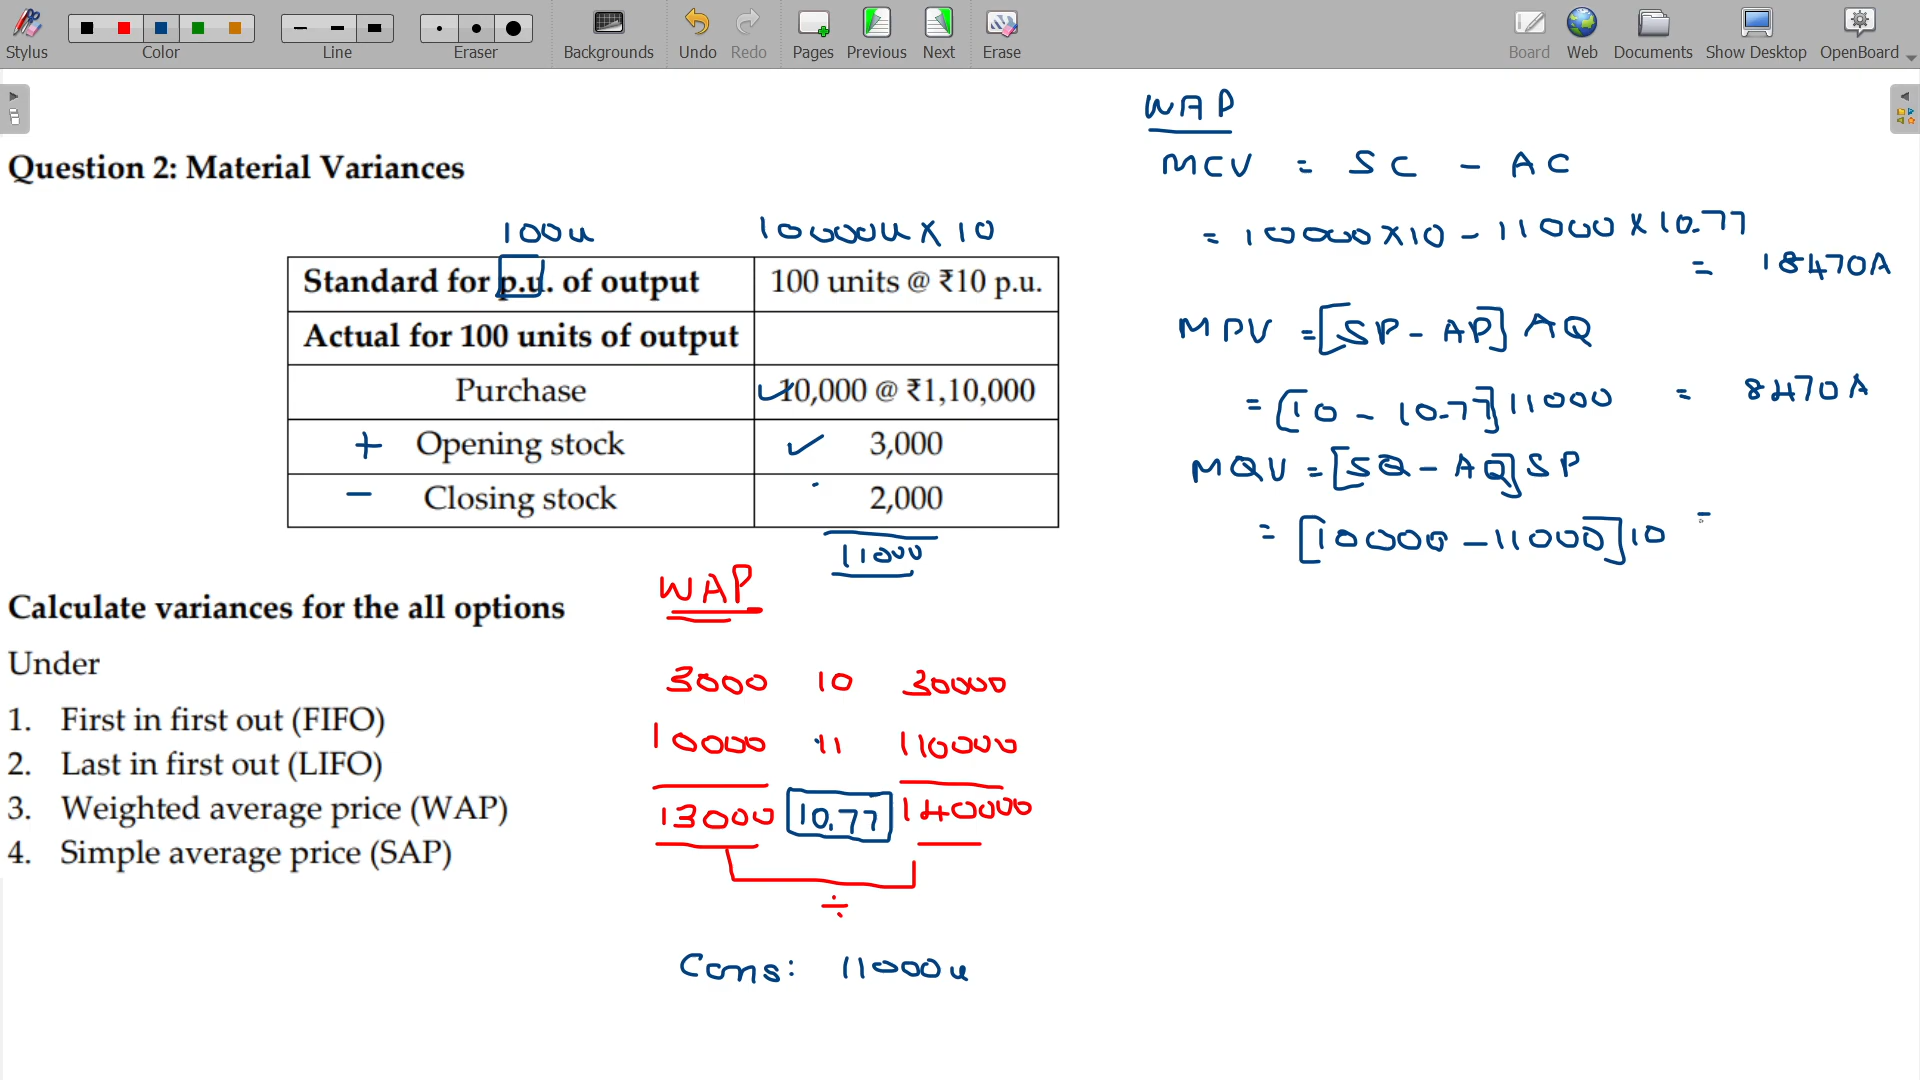 Stylus Color Line Eraser Backgrounds Undo Redo Pages Previous Next Erase Board Web Documents Show Desktop OpenBoard
Question 2: Material Variances
100u 10000u × 10
Standard for p.u. of output 100 units @ ₹10 p.u.
Actual for 100 units of output
Purchase 10,000 @ ₹1,10,000
+ Opening stock 3,000
- Closing stock 2,000
11000
Calculate variances for the all options
Under
1. First in first out (FIFO)
2. Last in first out (LIFO)
3. Weighted average price (WAP)
4. Simple average price (SAP)
WAP
3000 10 30000
10000 11 110000
13000 10.77 140000
÷
Cons: 11000u
WAP
MCV = SC - AC
= 10000×10 - 11000×10.77
= 18470A
MPV = [SP - AP] AQ
= [10 - 10.77] 11000 = 8470A
MQV = [SQ - AQ] SP
= [10000 - 11000] 10 =